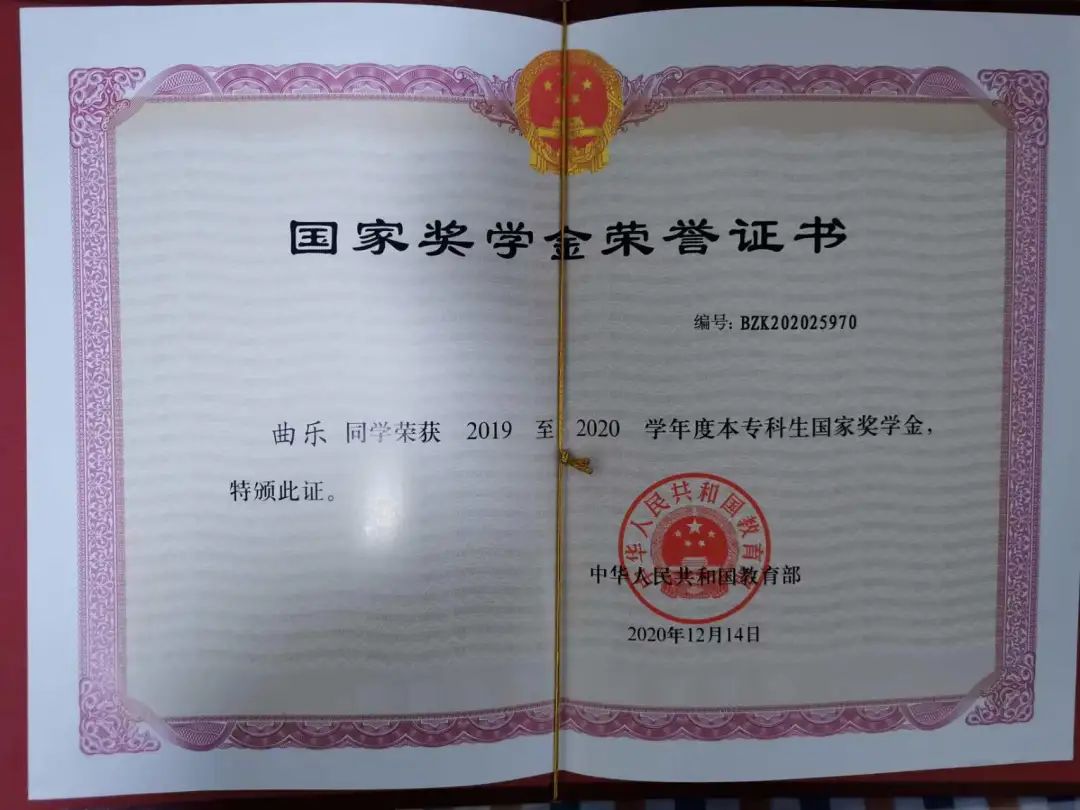 国家奖学金荣誉证书
编号: BZK202025970
曲乐 同学荣获 2019 至 2020 学年度本专科生国家奖学金，
特颁此证。
中华人民共和国教育部
中华人民共和国教育部
2020年12月14日